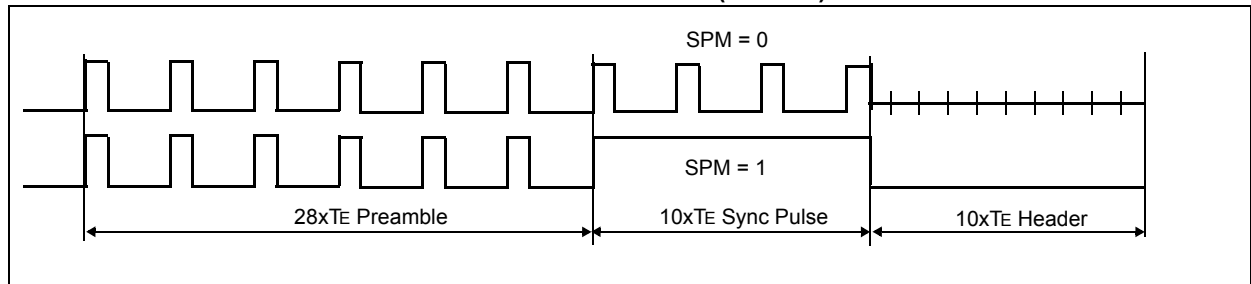 SPM = 0
SPM = 1
28xTE Preamble
10xTE Sync Pulse
10xTE Header